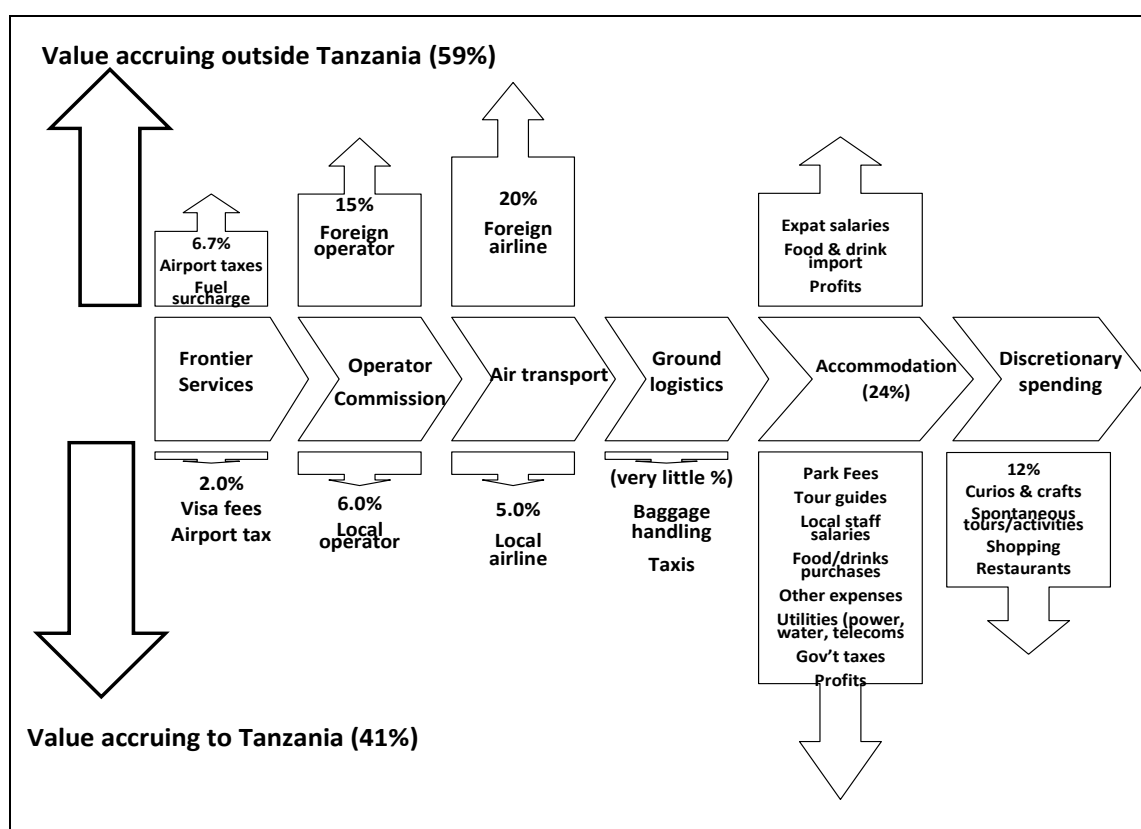 Value accruing outside Tanzania (59%)
6.7%
Airport taxes
Fuel
surcharge
15%
Foreign
operator
20%
Foreign
airline
Expat salaries
Food & drink
import
Profits
Frontier
Services
Operator
Commission
Air transport
Ground
logistics
Accommodation
(24%)
Discretionary
spending
2.0%
Visa fees
Airport tax
6.0%
Local
operator
5.0%
Local
airline
(very little %)
Baggage
handling
Taxis
Park Fees
Tour guides
Local staff
salaries
Food/drinks
purchases
Other expenses
Utilities (power,
water, telecoms
Gov't taxes
Profits
12%
Curios & crafts
Spontaneous
tours/activities
Shopping
Restaurants
Value accruing to Tanzania (41%)